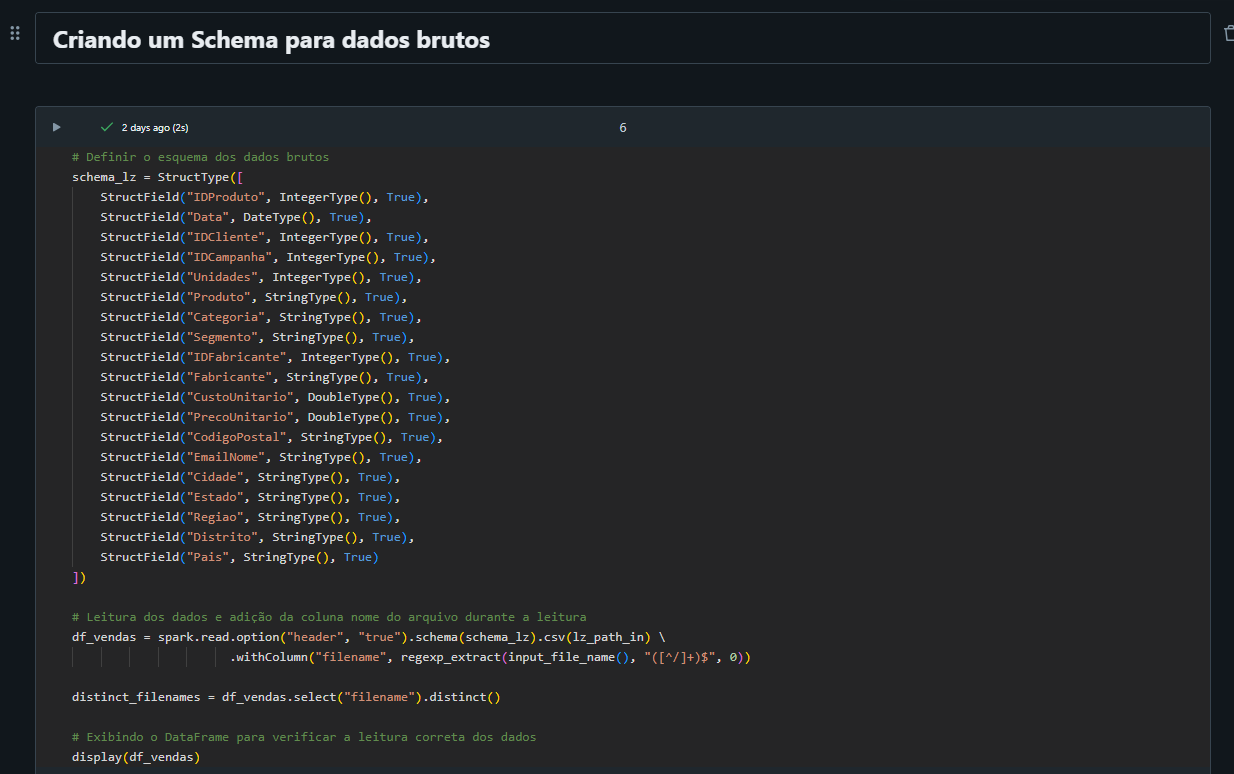 Criando um Schema para dados brutos
2 days ago (2s)
6
# Definir o esquema dos dados brutos
schema_lz = StructType([
    StructField("IDProduto", IntegerType(), True),
    StructField("Data", DateType(), True),
    StructField("IDCliente", IntegerType(), True),
    StructField("IDCampanha", IntegerType(), True),
    StructField("Unidades", IntegerType(), True),
    StructField("Produto", StringType(), True),
    StructField("Categoria", StringType(), True),
    StructField("Segmento", StringType(), True),
    StructField("IDFabricante", IntegerType(), True),
    StructField("Fabricante", StringType(), True),
    StructField("CustoUnitario", DoubleType(), True),
    StructField("PrecoUnitario", DoubleType(), True),
    StructField("CodigoPostal", StringType(), True),
    StructField("EmailNome", StringType(), True),
    StructField("Cidade", StringType(), True),
    StructField("Estado", StringType(), True),
    StructField("Regiao", StringType(), True),
    StructField("Distrito", StringType(), True),
    StructField("Pais", StringType(), True)
])
# Leitura dos dados e adição da coluna nome do arquivo durante a leitura
df_vendas = spark.read.option("header", "true").schema(schema_lz).csv(lz_path_in) \
                      .withColumn("filename", regexp_extract(input_file_name(), "([^/]+)$", 0))
distinct_filenames = df_vendas.select("filename").distinct()
# Exibindo o DataFrame para verificar a leitura correta dos dados
display(df_vendas)